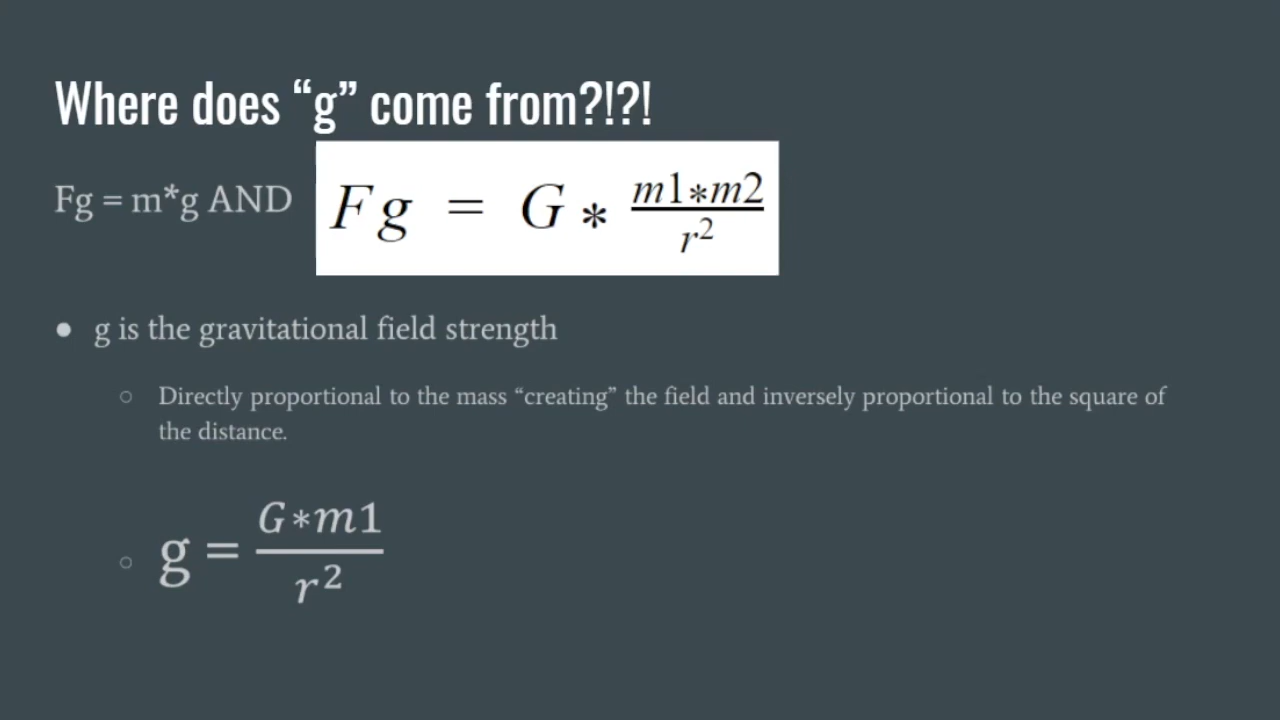 Where does “g” come from?!?!
Fg = m*g AND Fg = G * m1*m2 / r²
● g is the gravitational field strength
○ Directly proportional to the mass “creating” the field and inversely proportional to the square of
the distance.
○ g = G*m1 / r²